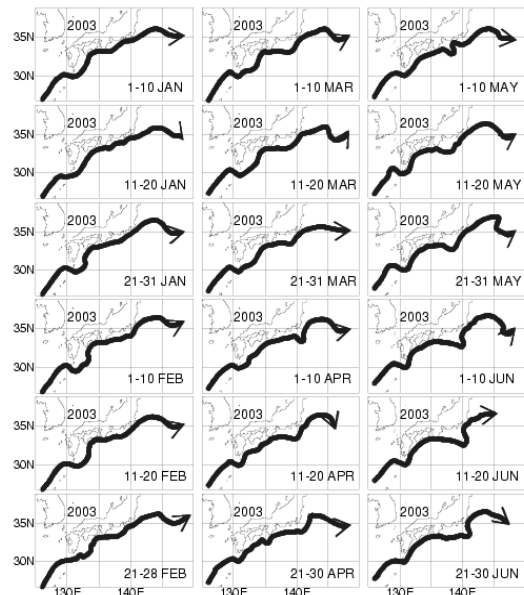 2003 2003 2003
35N
30N
1-10 JAN 1-10 MAR 1-10 MAY
2003 2003 2003
35N
30N
11-20 JAN 11-20 MAR 11-20 MAY
2003 2003 2003
35N
30N
21-31 JAN 21-31 MAR 21-31 MAY
2003 2003 2003
35N
30N
1-10 FEB 1-10 APR 1-10 JUN
2003 2003 2003
35N
30N
11-20 FEB 11-20 APR 11-20 JUN
2003 2003 2003
35N
30N
21-28 FEB 21-30 APR 21-30 JUN
130E 140E 130E 140E 130E 140E